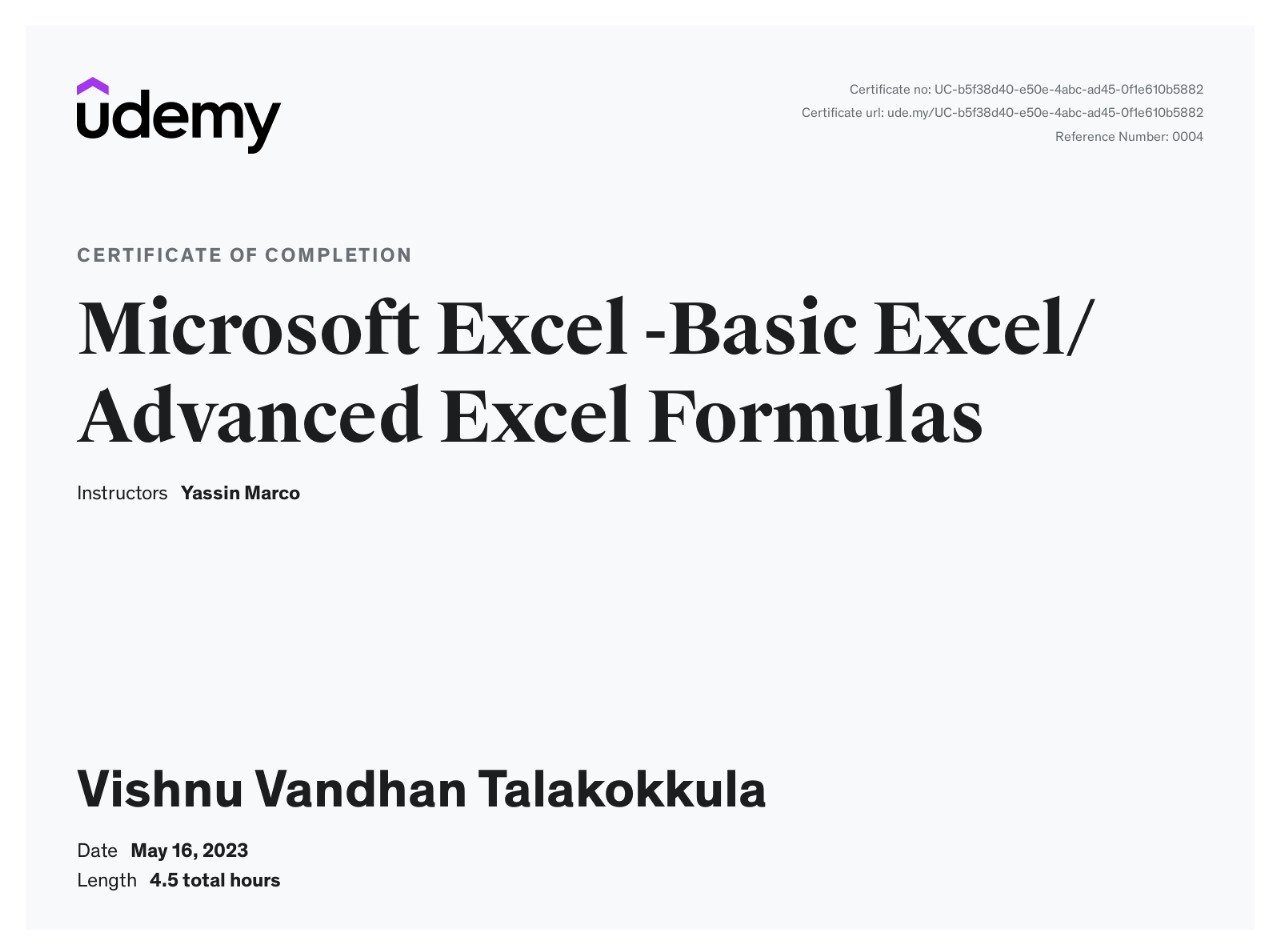 udemy
Certificate no: UC-b5f38d40-e50e-4abc-ad45-0f1e610b5882
Certificate url: ude.my/UC-b5f38d40-e50e-4abc-ad45-0f1e610b5882
Reference Number: 0004
CERTIFICATE OF COMPLETION
Microsoft Excel -Basic Excel/
Advanced Excel Formulas
Instructors Yassin Marco
Vishnu Vandhan Talakokkula
Date May 16, 2023
Length 4.5 total hours